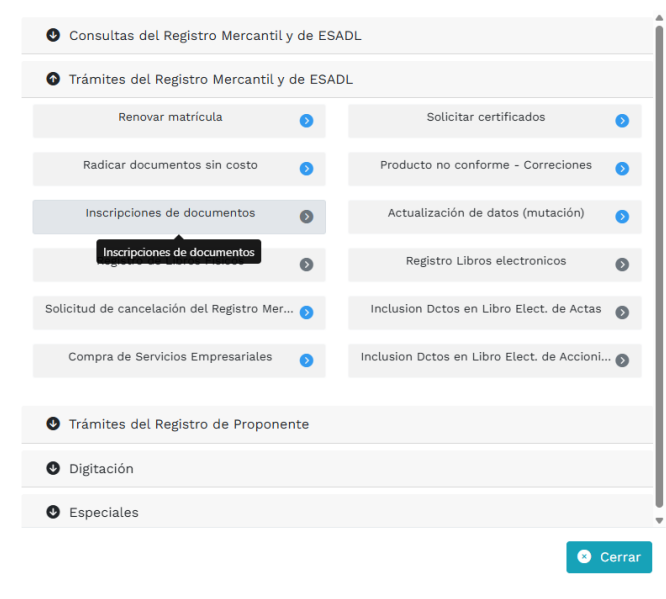 Consultas del Registro Mercantil y de ESADL
Trámites del Registro Mercantil y de ESADL
Renovar matrícula
Solicitar certificados
Radicar documentos sin costo
Producto no conforme - Correciones
Inscripciones de documentos
Actualización de datos (mutación)
Inscripciones de documentos
Registro Libros electronicos
Solicitud de cancelación del Registro Mer...
Inclusion Dctos en Libro Elect. de Actas
Compra de Servicios Empresariales
Inclusion Dctos en Libro Elect. de Accioni...
Trámites del Registro de Proponente
Digitación
Especiales
Cerrar